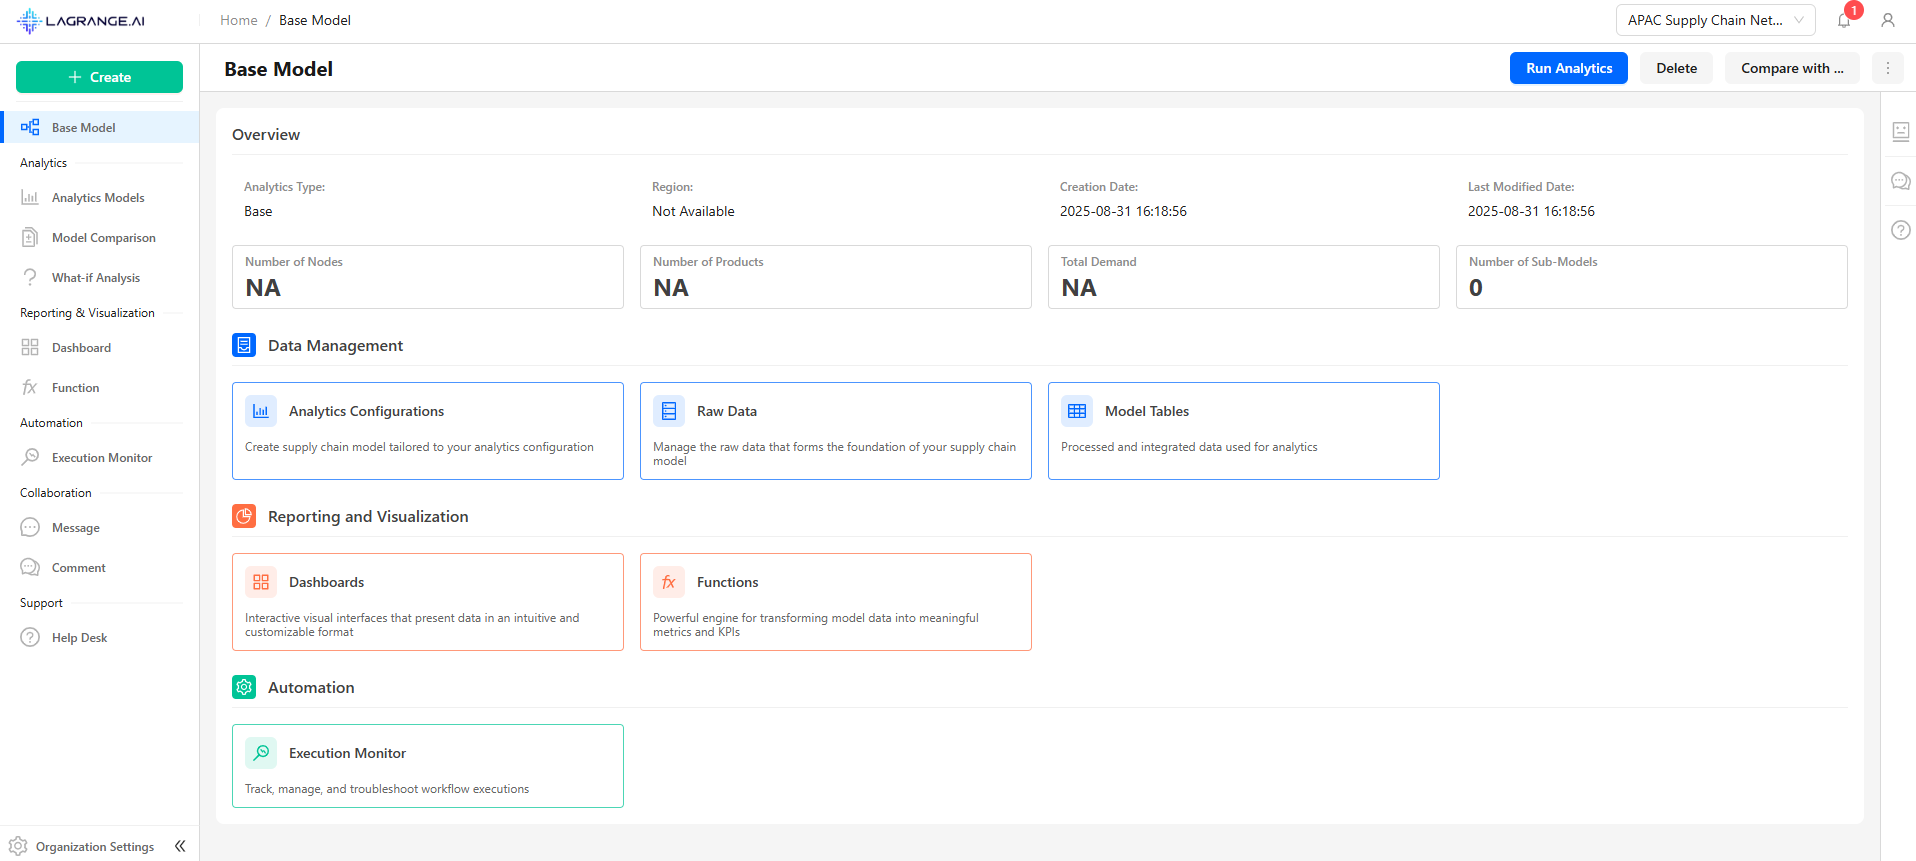 LAGRANGE.AI
Home / Base Model
APAC Supply Chain Net...
1
Create
Base Model
Analytics
Analytics Models
Model Comparison
What-if Analysis
Reporting & Visualization
Dashboard
Function
Automation
Execution Monitor
Collaboration
Message
Comment
Support
Help Desk
Organization Settings
Base Model
Run Analytics
Delete
Compare with ...
Overview
Analytics Type:
Base
Region:
Not Available
Creation Date:
2025-08-31 16:18:56
Last Modified Date:
2025-08-31 16:18:56
Number of Nodes
NA
Number of Products
NA
Total Demand
NA
Number of Sub-Models
0
Data Management
Analytics Configurations
Create supply chain model tailored to your analytics configuration
Raw Data
Manage the raw data that forms the foundation of your supply chain
model
Model Tables
Processed and integrated data used for analytics
Reporting and Visualization
Dashboards
Interactive visual interfaces that present data in an intuitive and
customizable format
fx
Functions
Powerful engine for transforming model data into meaningful
metrics and KPIs
Automation
Execution Monitor
Track, manage, and troubleshoot workflow executions